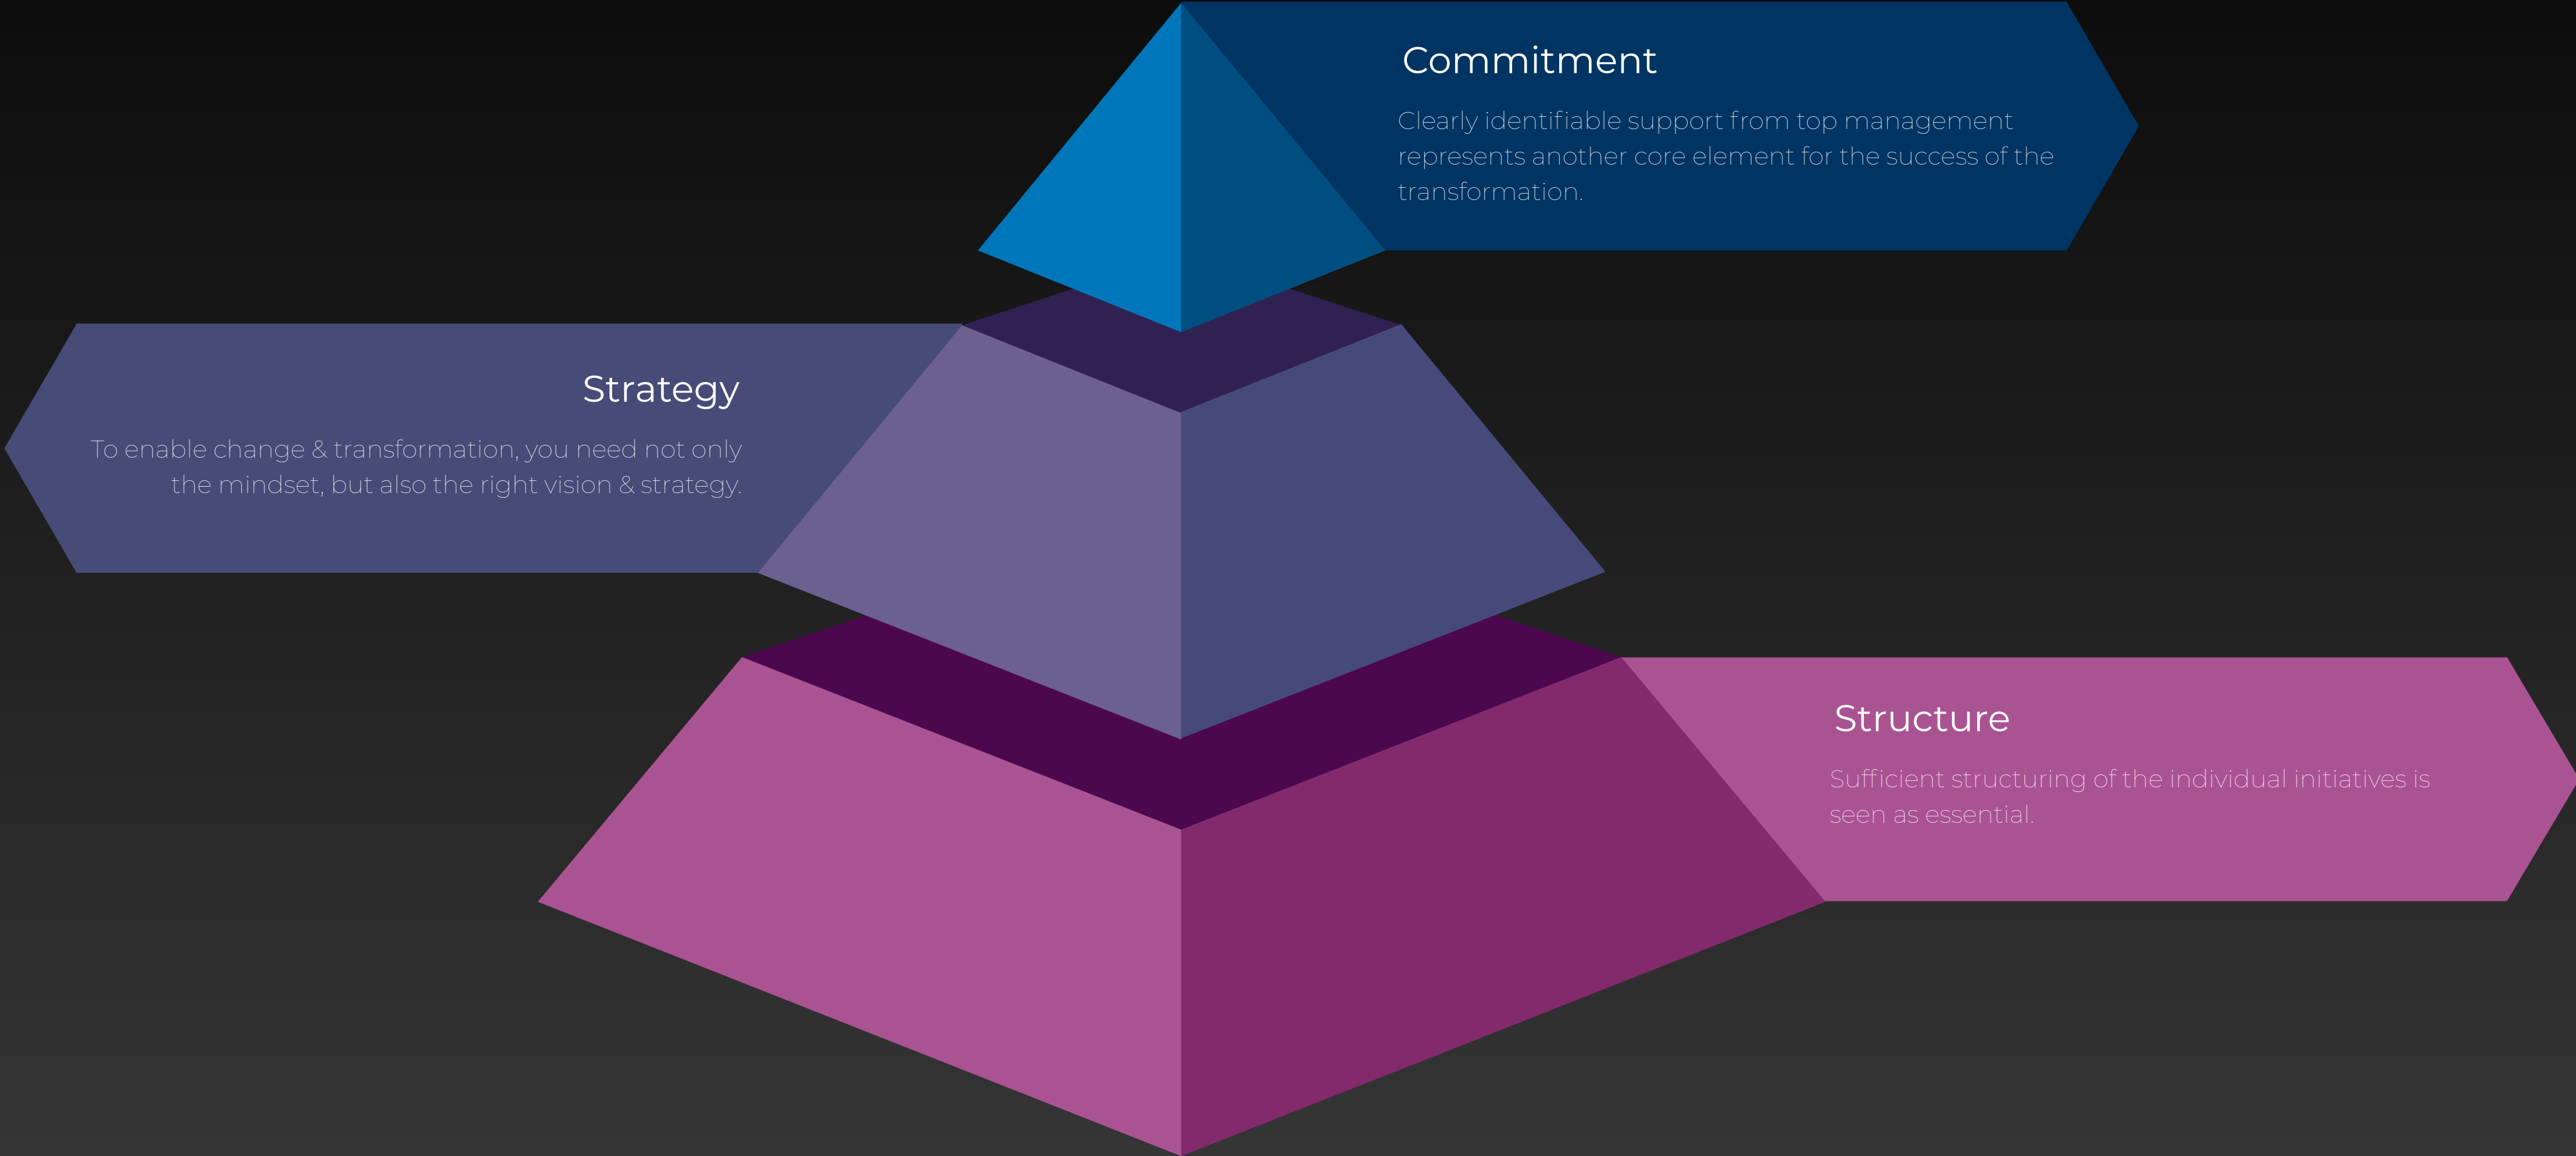 Commitment
Clearly identifiable support from top management
represents another core element for the success of the
transformation.
Strategy
To enable change & transformation, you need not only
the mindset, but also the right vision & strategy.
Structure
Sufficient structuring of the individual initiatives is
seen as essential.